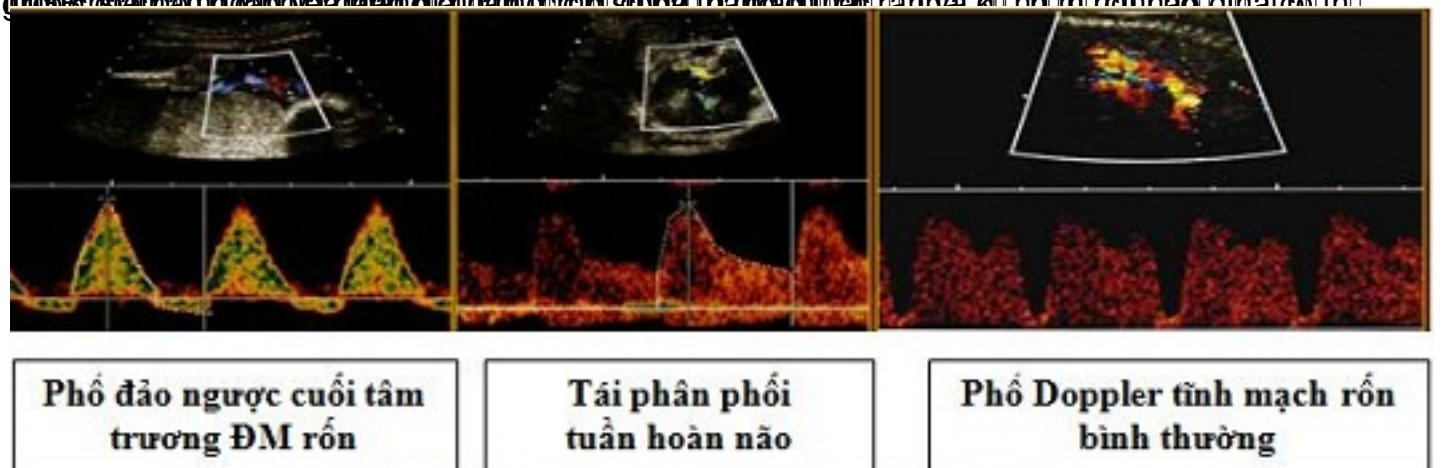 Phổ đảo ngược cuối tâm
trương ĐM rốn
Tái phân phối
tuần hoàn não
Phổ Doppler tĩnh mạch rốn
bình thường